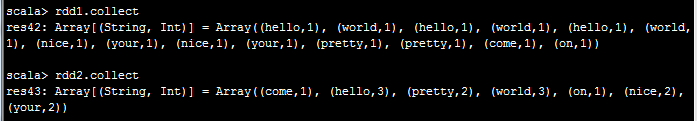 scala> rdd1.collect
res42: Array[(String, Int)] = Array((hello,1), (world,1), (hello,1), (world,1), (hello,1), (world,
1), (nice,1), (your,1), (nice,1), (your,1), (pretty,1), (pretty,1), (come,1), (on,1))
scala> rdd2.collect
res43: Array[(String, Int)] = Array((come,1), (hello,3), (pretty,2), (world,3), (on,1), (nice,2),
(your,2))